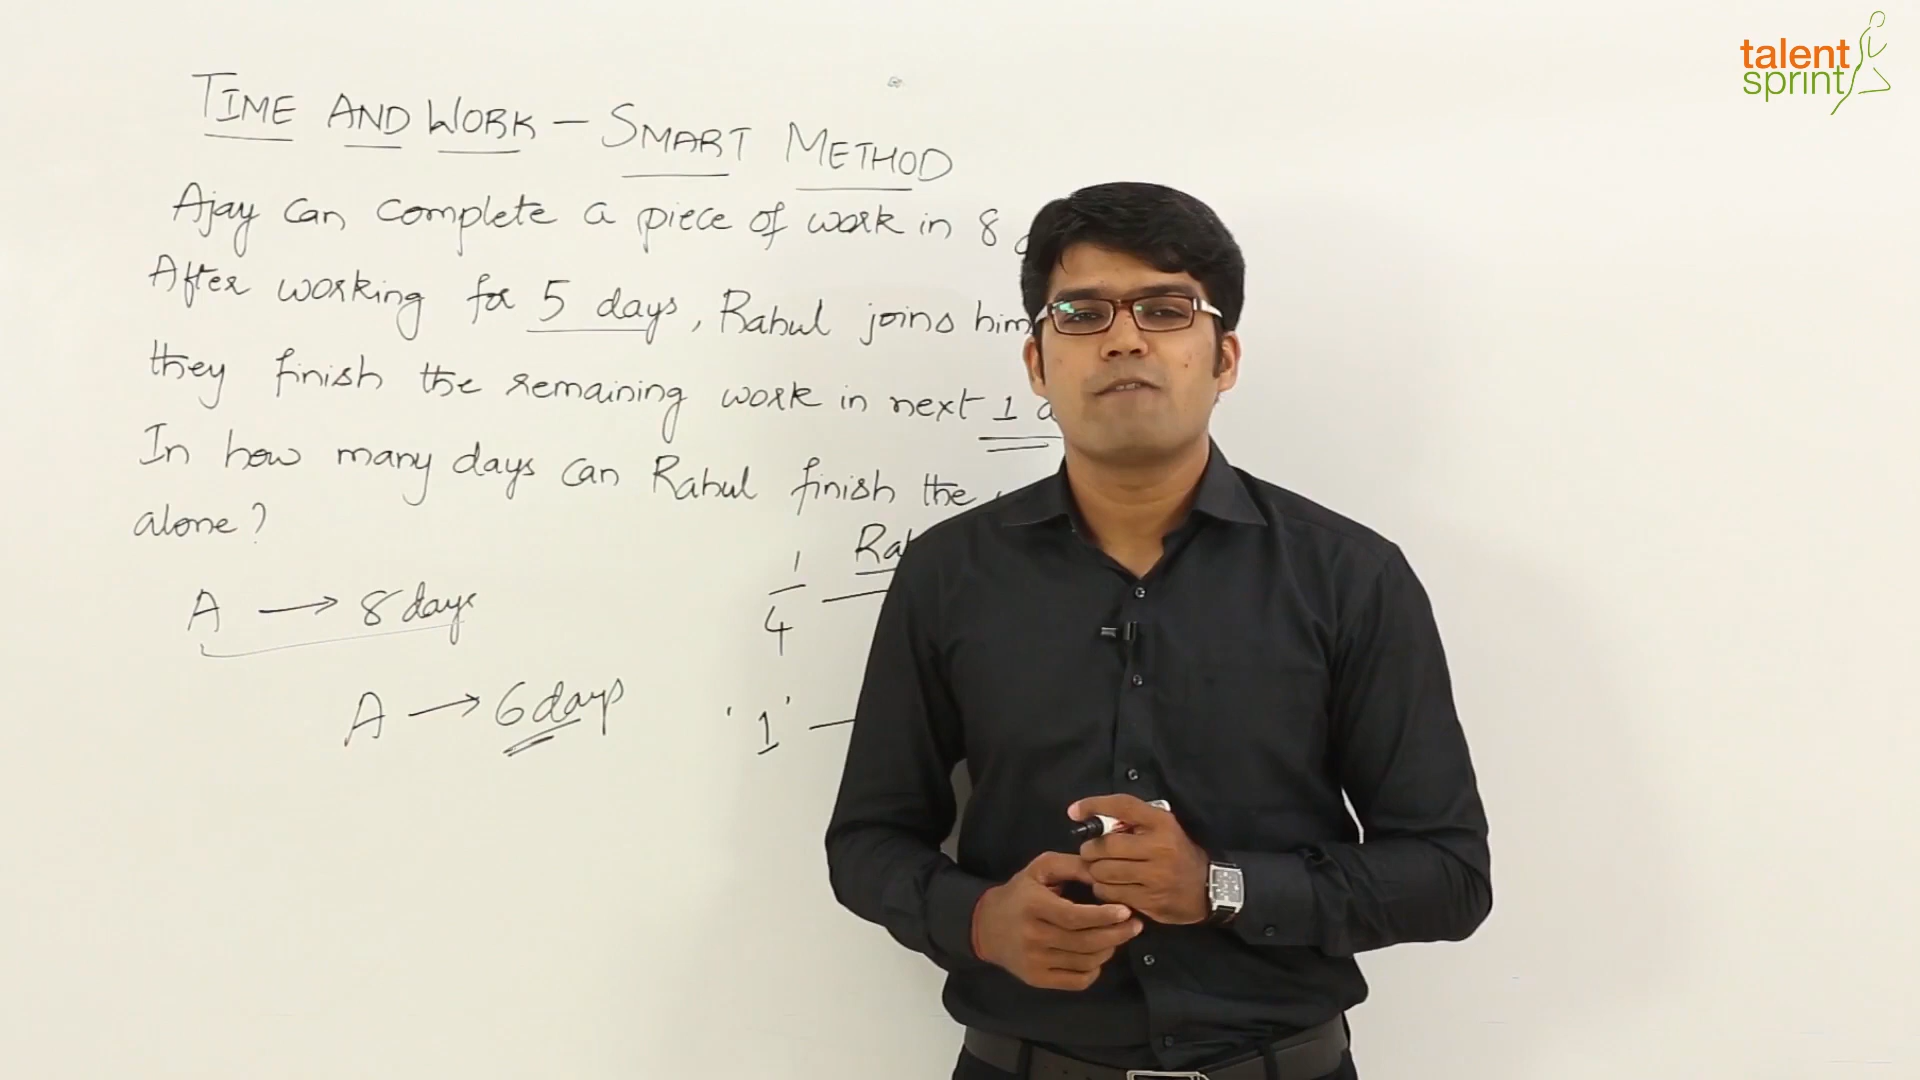 talent
sprint
TIME AND WORK – SMART METHOD
Ajay can complete a piece of work in 8
After working for 5 days, Rahul joins him
they finish the remaining work in next 1
In how many days can Rahul finish the
alone?
A → 8 days
A → 6 days
1
4
'1'